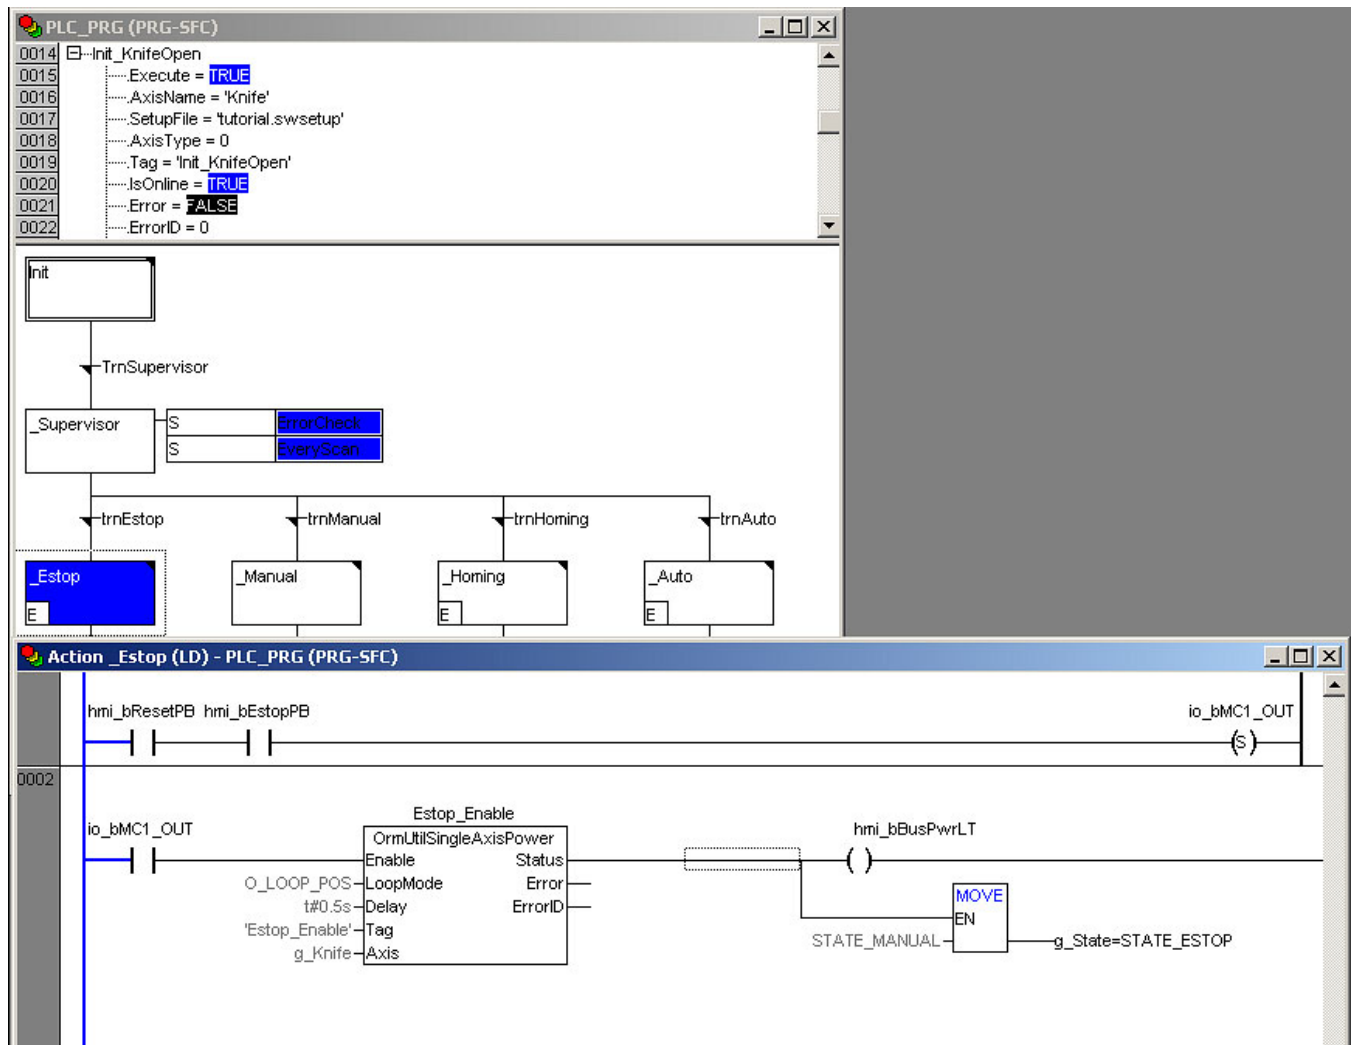 PLC_PRG (PRG-SFC)
0014 Init_KnifeOpen
0015 .Execute = TRUE
0016 .AxisName = 'Knife'
0017 .SetupFile = 'tutorial.swsetup'
0018 .AxisType = 0
0019 .Tag = 'Init_KnifeOpen'
0020 .IsOnline = TRUE
0021 .Error = FALSE
0022 .ErrorID = 0
Init
TrnSupervisor
_Supervisor S ErrorCheck
S EveryScan
trnEstop trnManual trnHoming trnAuto
_Estop _Manual _Homing _Auto
E E E
Action _Estop (LD) - PLC_PRG (PRG-SFC)
hmi_bResetPB hmi_bEstopPB io_bMC1_OUT
S
0002
Estop_Enable
io_bMC1_OUT hmi_bBusPwrLT
OrmUtilSingleAxisPower
Enable Status
O_LOOP_POS LoopMode Error
t#0.5s Delay ErrorID
MOVE
EN
'Estop_Enable' Tag
STATE_MANUAL g_State=STATE_ESTOP
g_Knife Axis